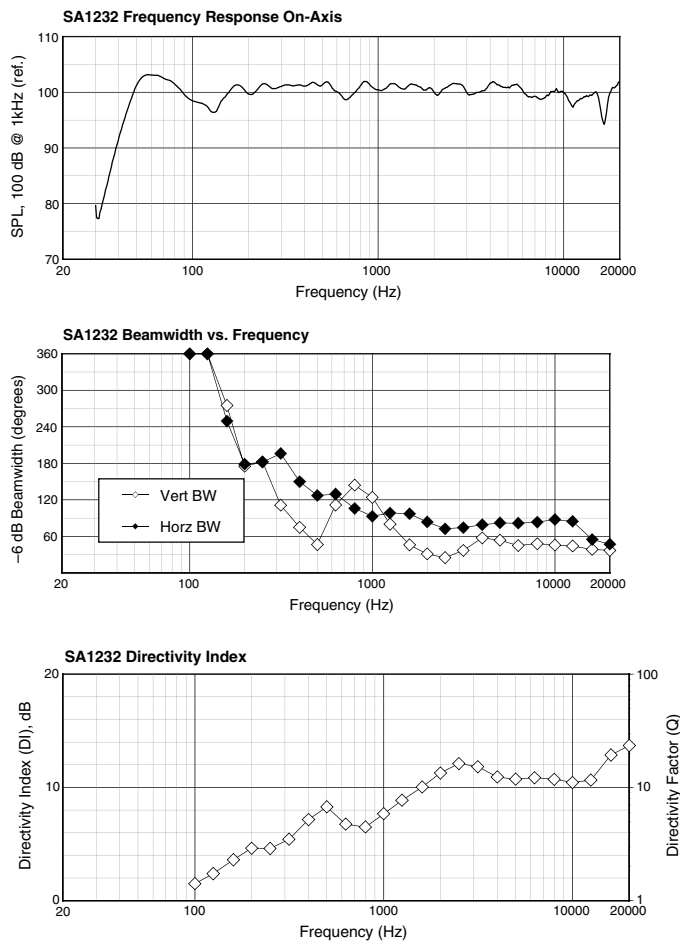 SA1232 Frequency Response On-Axis
SPL, 100 dB @ 1kHz (ref.)
110
100
90
80
70
20
100
1000
10000
20000
Frequency (Hz)
SA1232 Beamwidth vs. Frequency
–6 dB Beamwidth (degrees)
360
300
240
180
120
60
Vert BW
Horz BW
20
100
1000
10000
20000
Frequency (Hz)
SA1232 Directivity Index
Directivity Index (DI), dB
20
10
0
100
10
1
Directivity Factor (Q)
20
100
1000
10000
20000
Frequency (Hz)